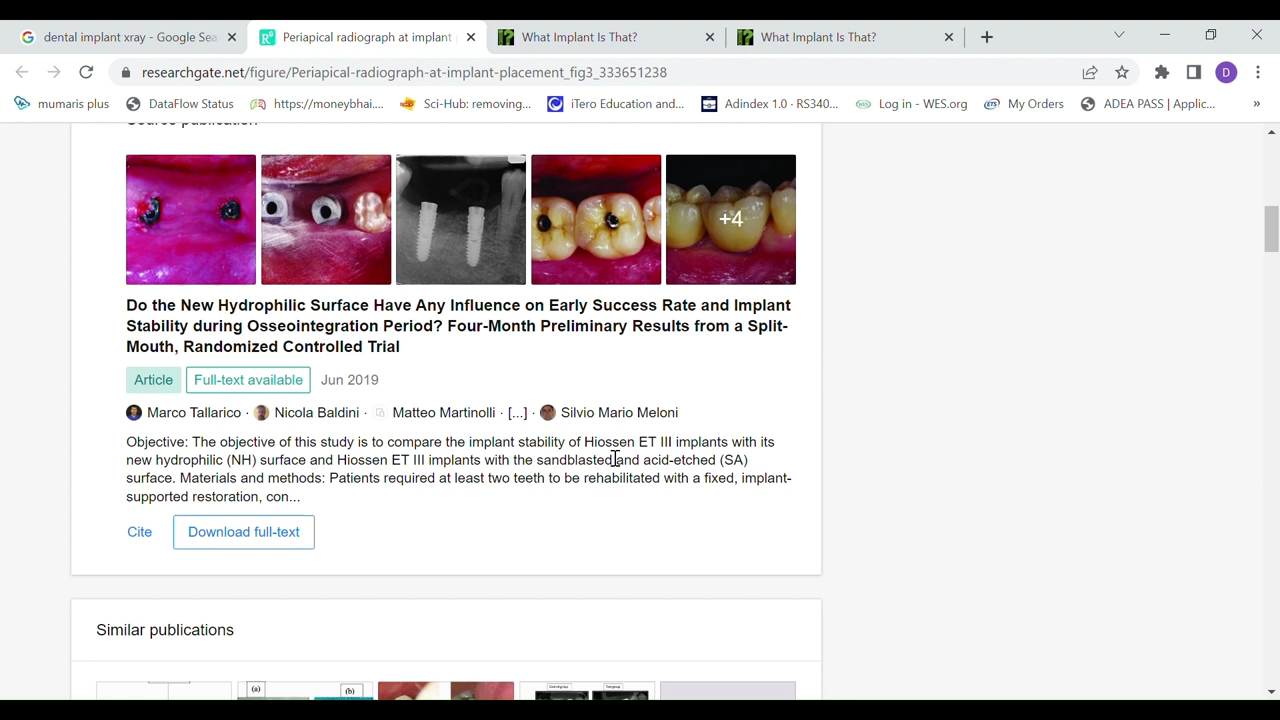 dental implant xray - Google Sea
Periapical radiograph at implant
What Implant Is That?
What Implant Is That?
researchgate.net/figure/Periapical-radiograph-at-implant-placement_fig3_333651238
D
mumaris plus
DataFlow Status
https://moneybhai....
Sci-Hub: removing...
iTero Education and...
Adindex 1.0 · RS340...
Log in - WES.org
My Orders
ADEA PASS | Applic...
»
Source publication
+4
Do the New Hydrophilic Surface Have Any Influence on Early Success Rate and Implant
Stability during Osseointegration Period? Four-Month Preliminary Results from a Split-
Mouth, Randomized Controlled Trial
Article Full-text available Jun 2019
Marco Tallarico · Nicola Baldini · Matteo Martinolli · [...] · Silvio Mario Meloni
Objective: The objective of this study is to compare the implant stability of Hiossen ET III implants with its
new hydrophilic (NH) surface and Hiossen ET III implants with the sandblasted and acid-etched (SA)
surface. Materials and methods: Patients required at least two teeth to be rehabilitated with a fixed, implant-
supported restoration, con...
Cite Download full-text
Similar publications
(a)
(b)